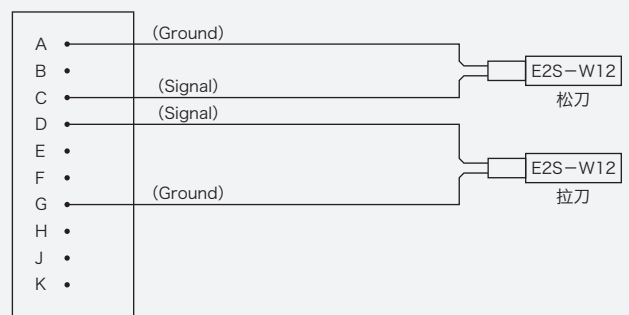 A
(Ground)
B
E2S-W12
松刀
C
(Signal)
D
(Signal)
E
E2S-W12
拉刀
F
G
(Ground)
H
J
K